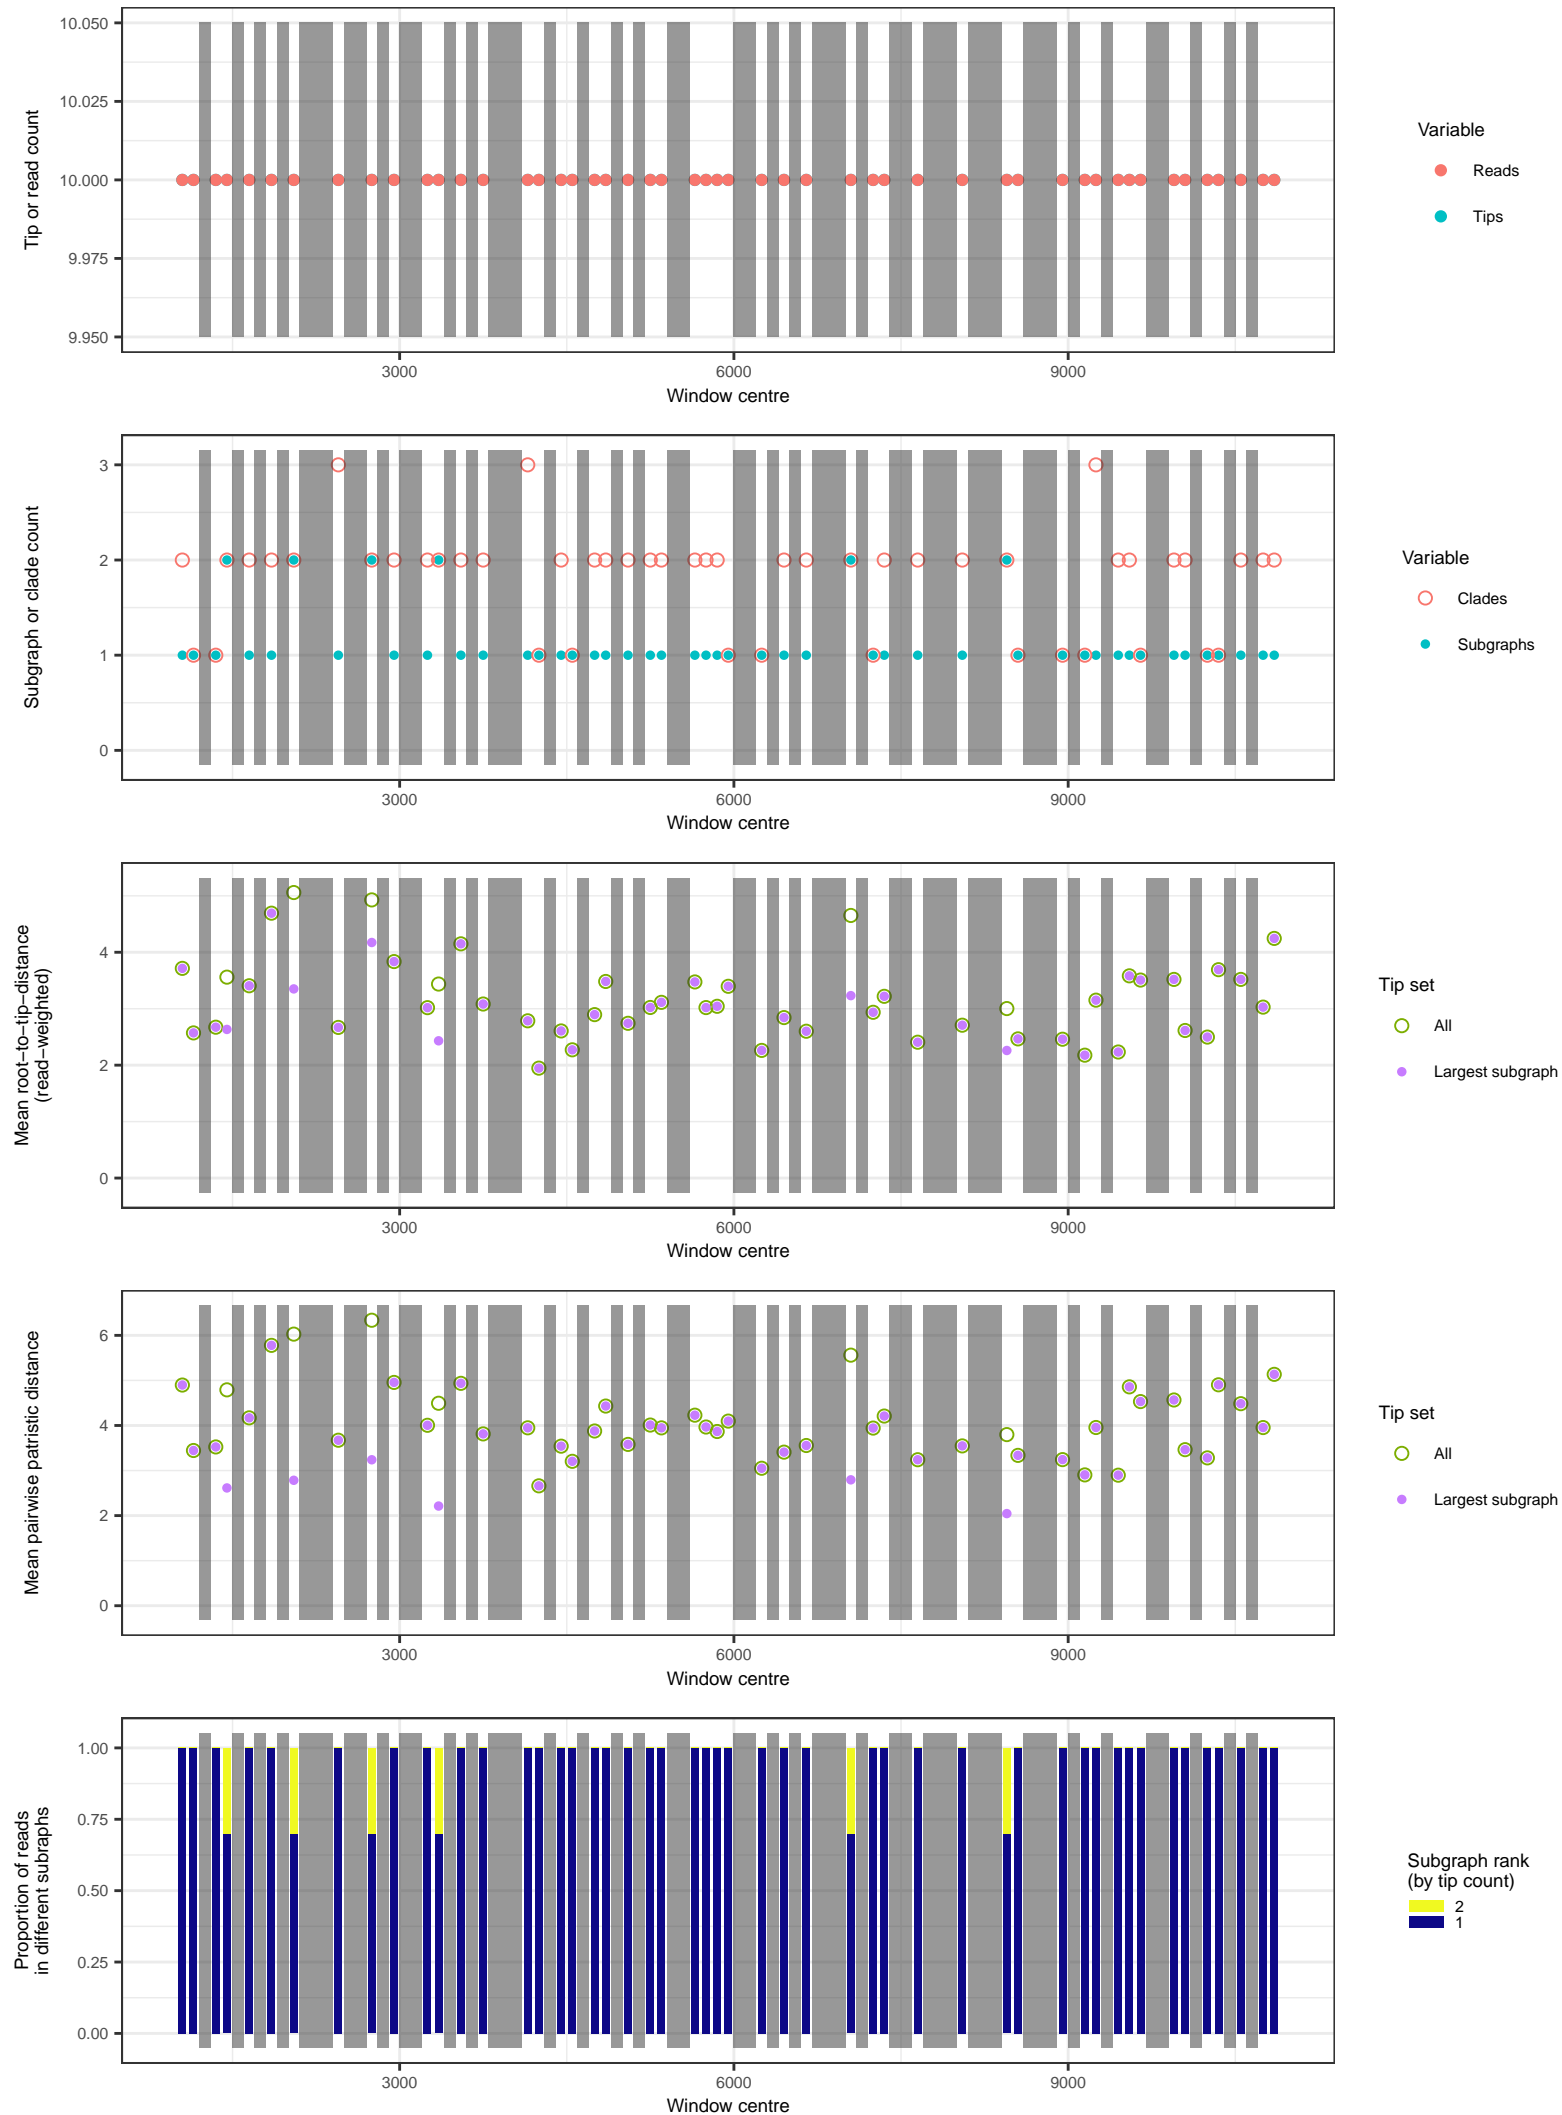 10.050
10.025
10.000
9.975
9.950
Tip or read count
3000 6000 9000
Window centre
Variable
Reads
Tips
3
2
1
0
Subgraph or clade count
3000 6000 9000
Window centre
Variable
Clades
Subgraphs
4
2
0
Mean root−to−tip−distance
(read−weighted)
3000 6000 9000
Window centre
Tip set
All
Largest subgraph
6
4
2
0
Mean pairwise patristic distance
3000 6000 9000
Window centre
Tip set
All
Largest subgraph
1.00
0.75
0.50
0.25
0.00
Proportion of reads
in different subraphs
3000 6000 9000
Window centre
Subgraph rank
(by tip count)
2
1